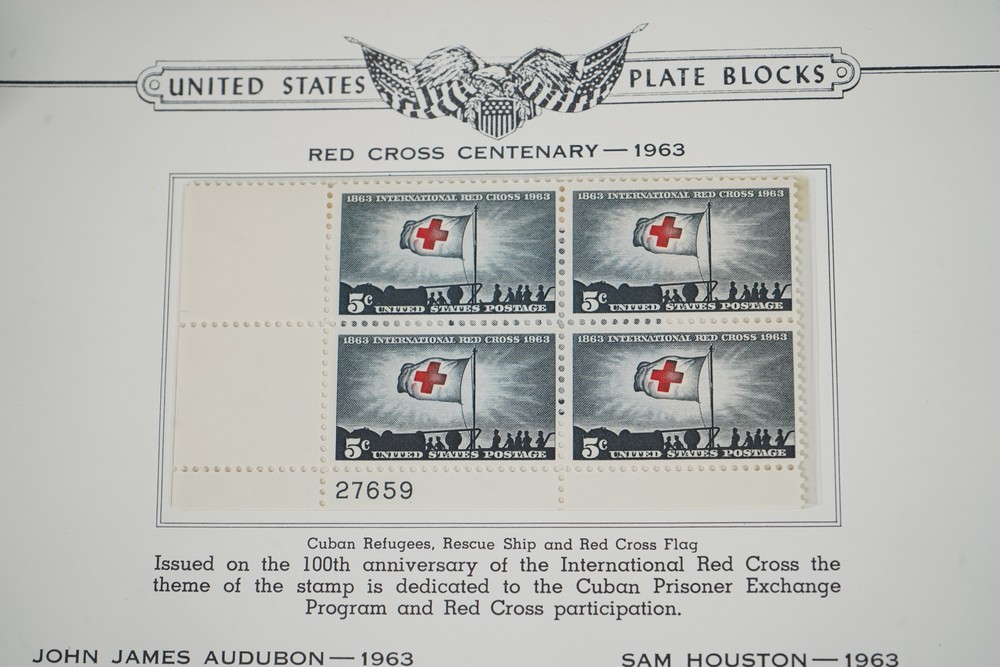 UNITED STATES PLATE BLOCKS
RED CROSS CENTENARY—1963
1863 INTERNATIONAL RED CROSS 1963
5c UNITED STATES POSTAGE
1863 INTERNATIONAL RED CROSS 1963
5c UNITED STATES POSTAGE
1863 INTERNATIONAL RED CROSS 1963
5c UNITED STATES POSTAGE
1863 INTERNATIONAL RED CROSS 1963
5c UNITED STATES POSTAGE
27659
Cuban Refugees, Rescue Ship and Red Cross Flag
Issued on the 100th anniversary of the International Red Cross the
theme of the stamp is dedicated to the Cuban Prisoner Exchange
Program and Red Cross participation.
JOHN JAMES AUDUBON—1963
SAM HOUSTON—1963